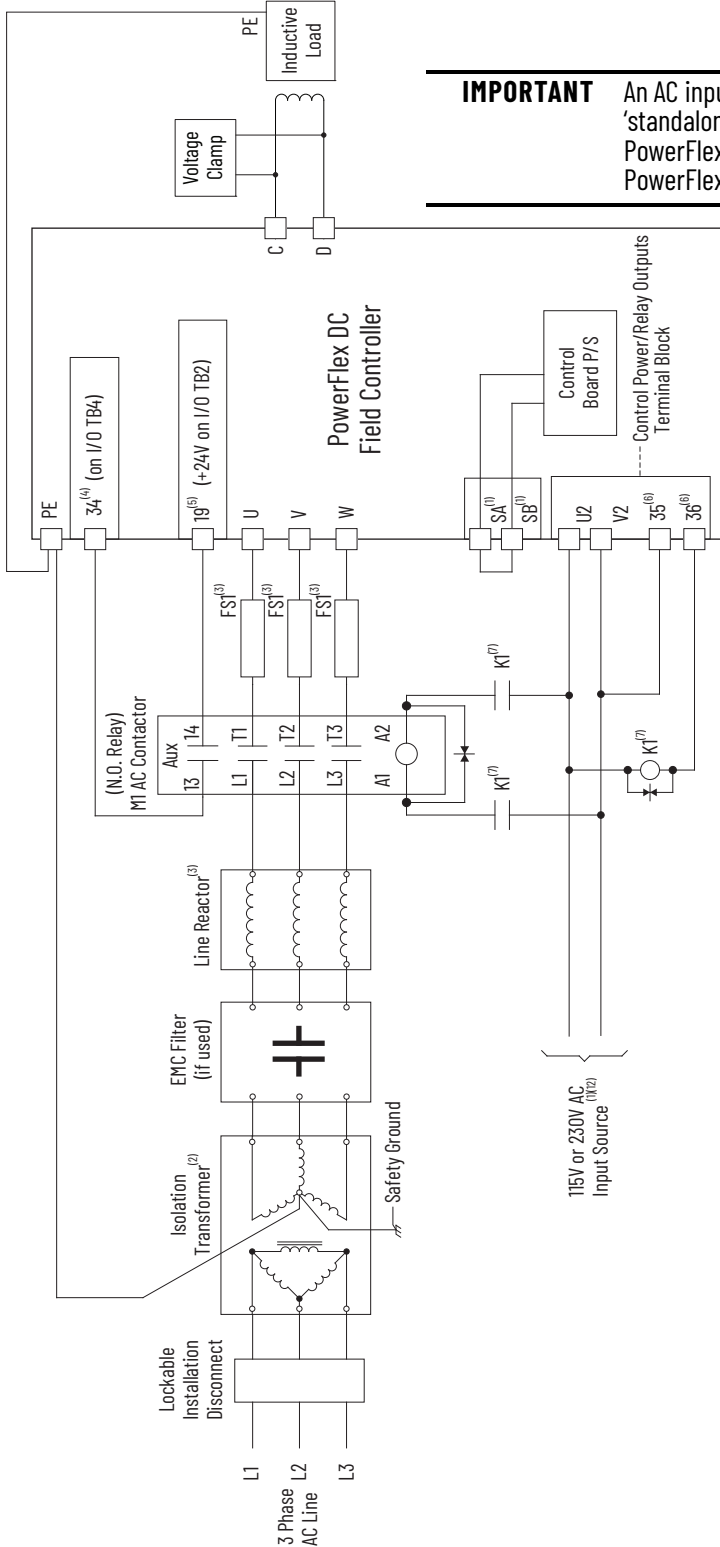 IMPORTANT
An AC inpu
'standalon
PowerFlex
PowerFlex
3 Phase
AC Line
L1
L2
L3
Lockable
Installation
Disconnect
Isolation
Transformer(2)
Safety Ground
EMC Filter
(if used)
Line Reactor(3)
(N.O. Relay)
M1 AC Contactor
Aux
13
14
L1
T1
L2
T2
L3
T3
A1
A2
FS1(3)
FS1(3)
FS1(3)
K1(7)
K1(7)
K1(7)
115V or 230V AC
Input Source (1)(12)
PE
34(4) (on I/O TB4)
19(5) (+24V on I/O TB2)
U
V
W
PowerFlex DC
Field Controller
SA(1)
SB(1)
Control
Board P/S
U2
V2
35(6)
36(6)
Control Power/Relay Outputs
Terminal Block
C
D
Voltage
Clamp
PE
Inductive
Load